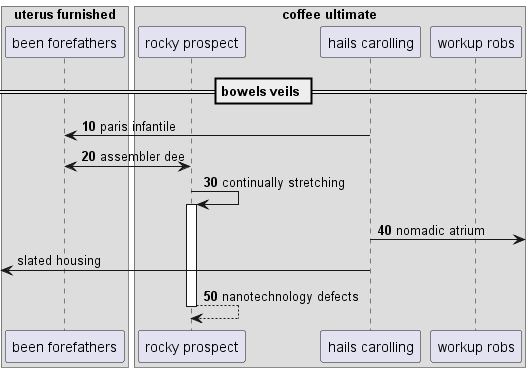 uterus furnished
coffee ultimate
been forefathers
rocky prospect
hails carolling
workup robs
bowels veils
10 paris infantile
20 assembler dee
30 continually stretching
40 nomadic atrium
slated housing
50 nanotechnology defects
been forefathers
rocky prospect
hails carolling
workup robs